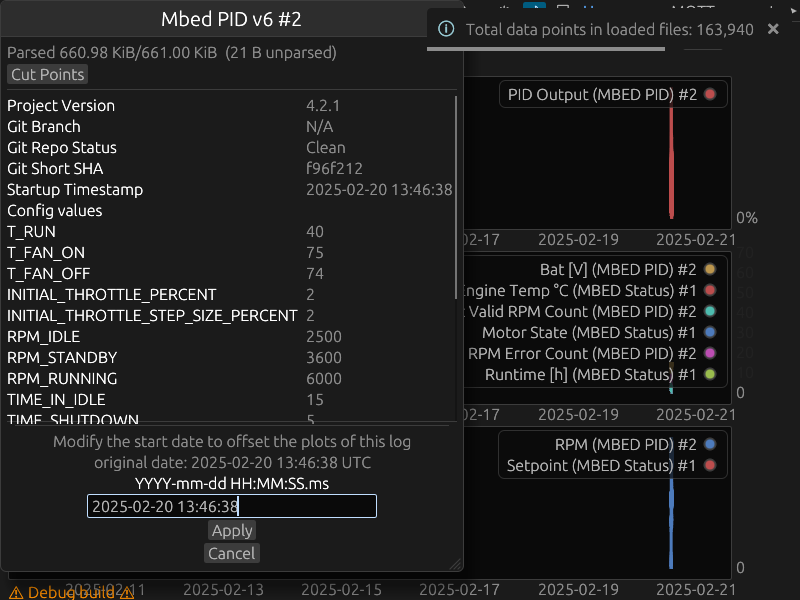 Mbed PID v6 #2
Total data points in loaded files: 163,940
Parsed 660.98 KiB/661.00 KiB (21 B unparsed)
Cut Points
Project Version 4.2.1
Git Branch N/A
Git Repo Status Clean
Git Short SHA f96f212
Startup Timestamp 2025-02-20 13:46:38
Config values
T_RUN 40
T_FAN_ON 75
T_FAN_OFF 74
INITIAL_THROTTLE_PERCENT 2
INITIAL_THROTTLE_STEP_SIZE_PERCENT 2
RPM_IDLE 2500
RPM_STANDBY 3600
RPM_RUNNING 6000
TIME_IN_IDLE 15
TIME_SHUTDOWN 5
Modify the start date to offset the plots of this log
original date: 2025-02-20 13:46:38 UTC
YYYY-mm-dd HH:MM:SS.ms
2025-02-20 13:46:38
Apply
Cancel
PID Output (MBED PID) #2
0%
02-17 2025-02-19 2025-02-21
Bat [V] (MBED PID) #2
Engine Temp °C (MBED Status) #1
Valid RPM Count (MBED PID) #2
Motor State (MBED Status) #1
RPM Error Count (MBED PID) #2
Runtime [h] (MBED Status) #1
0
02-17 2025-02-19 2025-02-21
RPM (MBED PID) #2
Setpoint (MBED Status) #1
0
2025-02-11 2025-02-13 2025-02-15 2025-02-17 2025-02-19 2025-02-21
⚠ Debug build ⚠